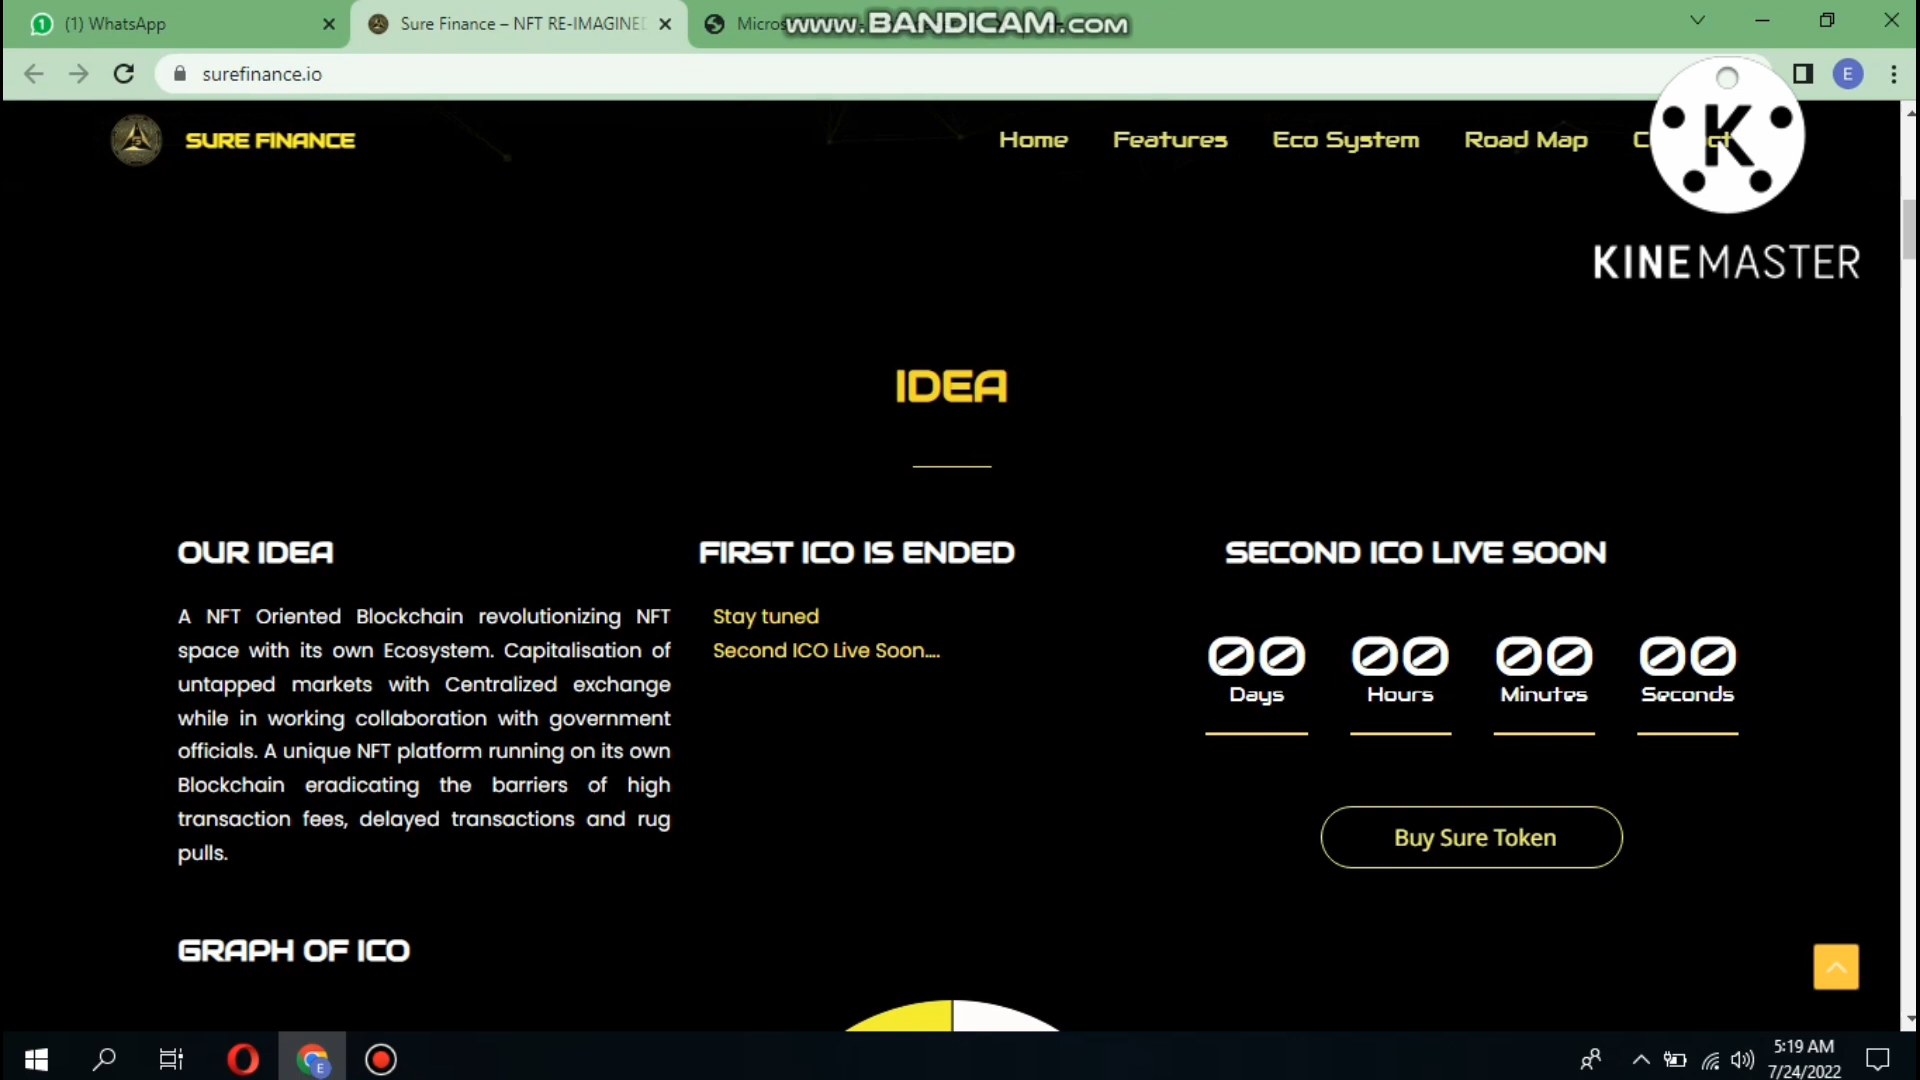 (1) WhatsApp
Sure Finance – NFT RE-IMAGINED
Micros
www.BANDICAM.com
surefinance.io
E
SURE FINANCE
Home
Features
Eco System
Road Map
K
KINEMASTER
IDEA
OUR IDEA
A NFT Oriented Blockchain revolutionizing NFT
space with its own Ecosystem. Capitalisation of
untapped markets with Centralized exchange
while in working collaboration with government
officials. A unique NFT platform running on its own
Blockchain eradicating the barriers of high
transaction fees, delayed transactions and rug
pulls.
FIRST ICO IS ENDED
Stay tuned
Second ICO Live Soon....
SECOND ICO LIVE SOON
00 00 00 00
Days Hours Minutes Seconds
Buy Sure Token
GRAPH OF ICO
5:19 AM
7/24/2022